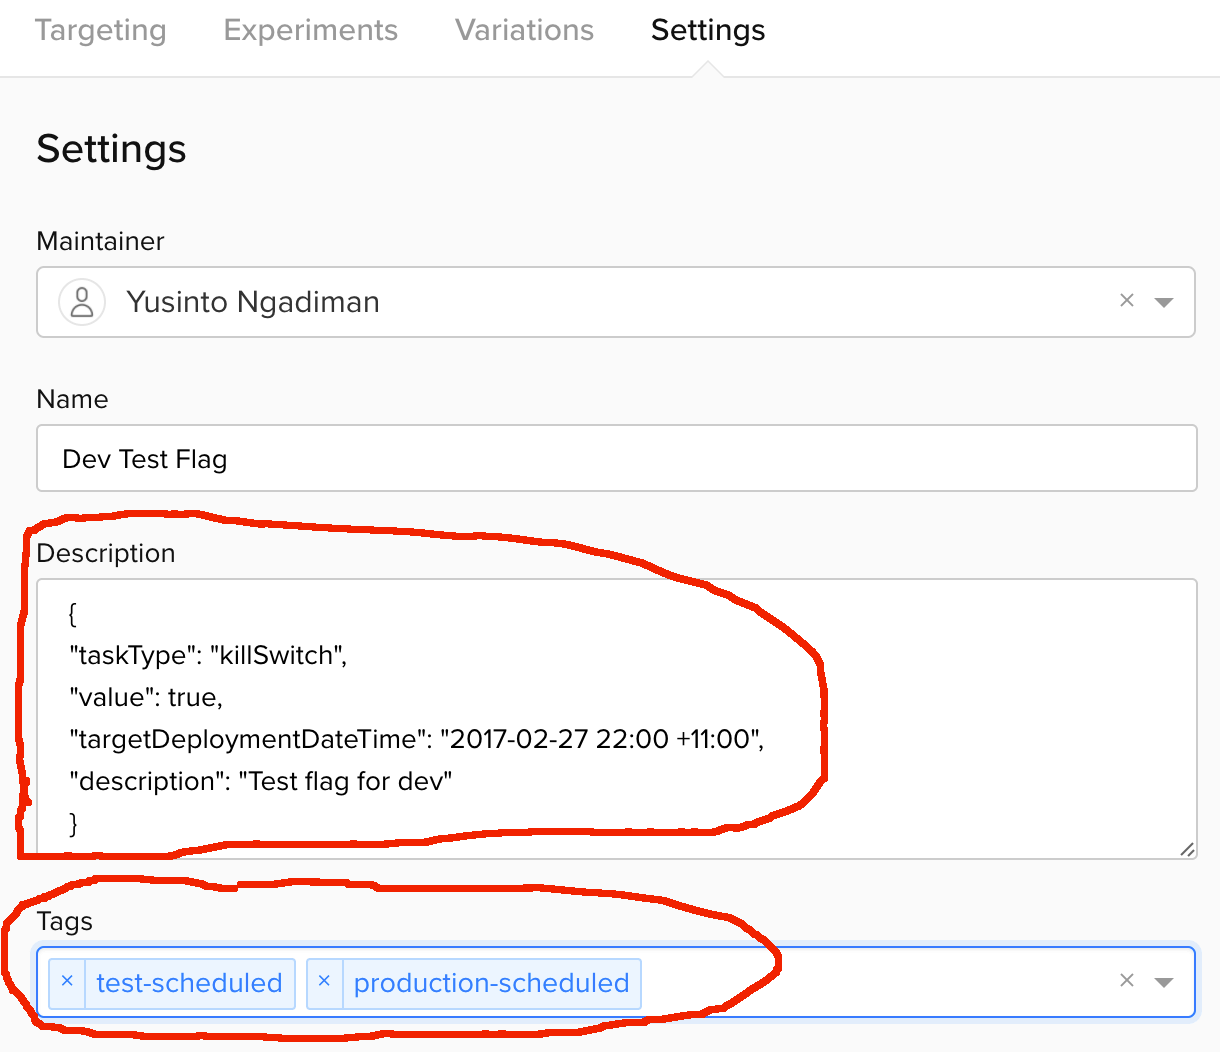 Targeting Experiments Variations Settings
Settings
Maintainer
Yusinto Ngadiman
Name
Dev Test Flag
Description
{
"taskType": "killSwitch",
"value": true,
"targetDeploymentDateTime": "2017-02-27 22:00 +11:00",
"description": "Test flag for dev"
}
Tags
× test-scheduled × production-scheduled